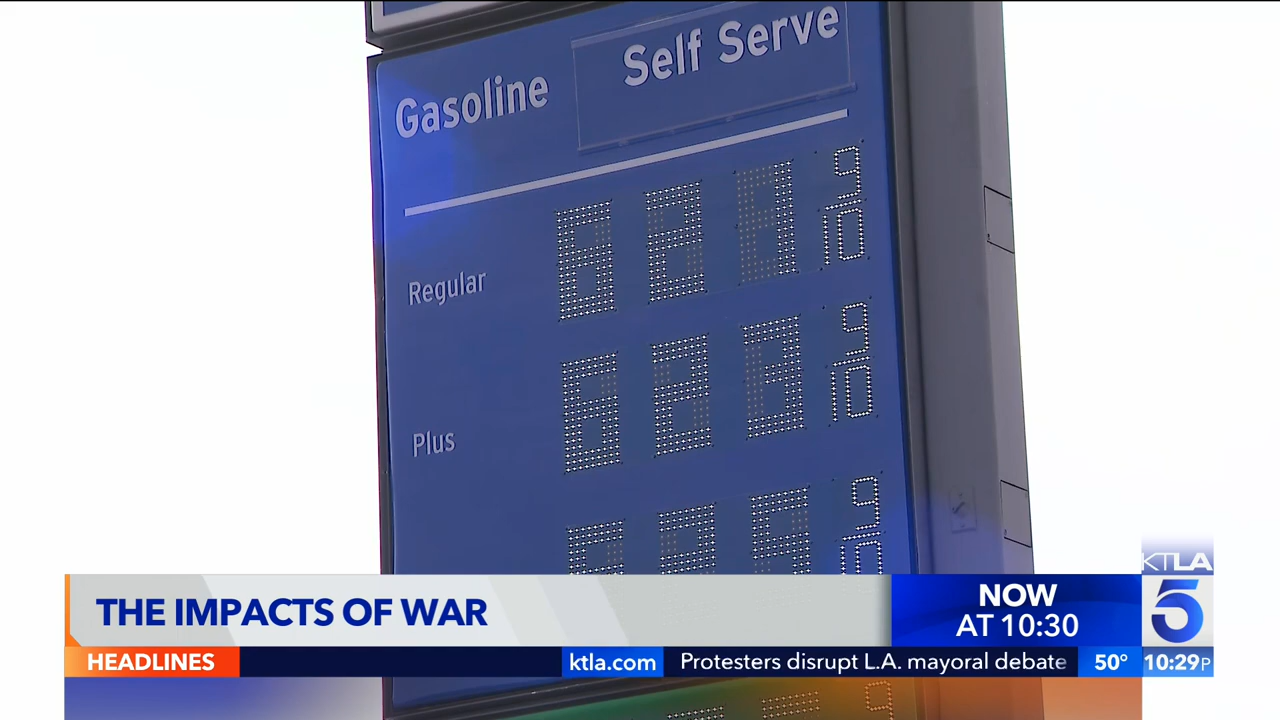 Self Serve
Gasoline
Regular
9
10
Plus
623
9
10
9
10
THE IMPACTS OF WAR
NOW
AT 10:30
KTLA
5
HEADLINES
ktla.com
Protesters disrupt L.A. mayoral debate
50°
10:29P